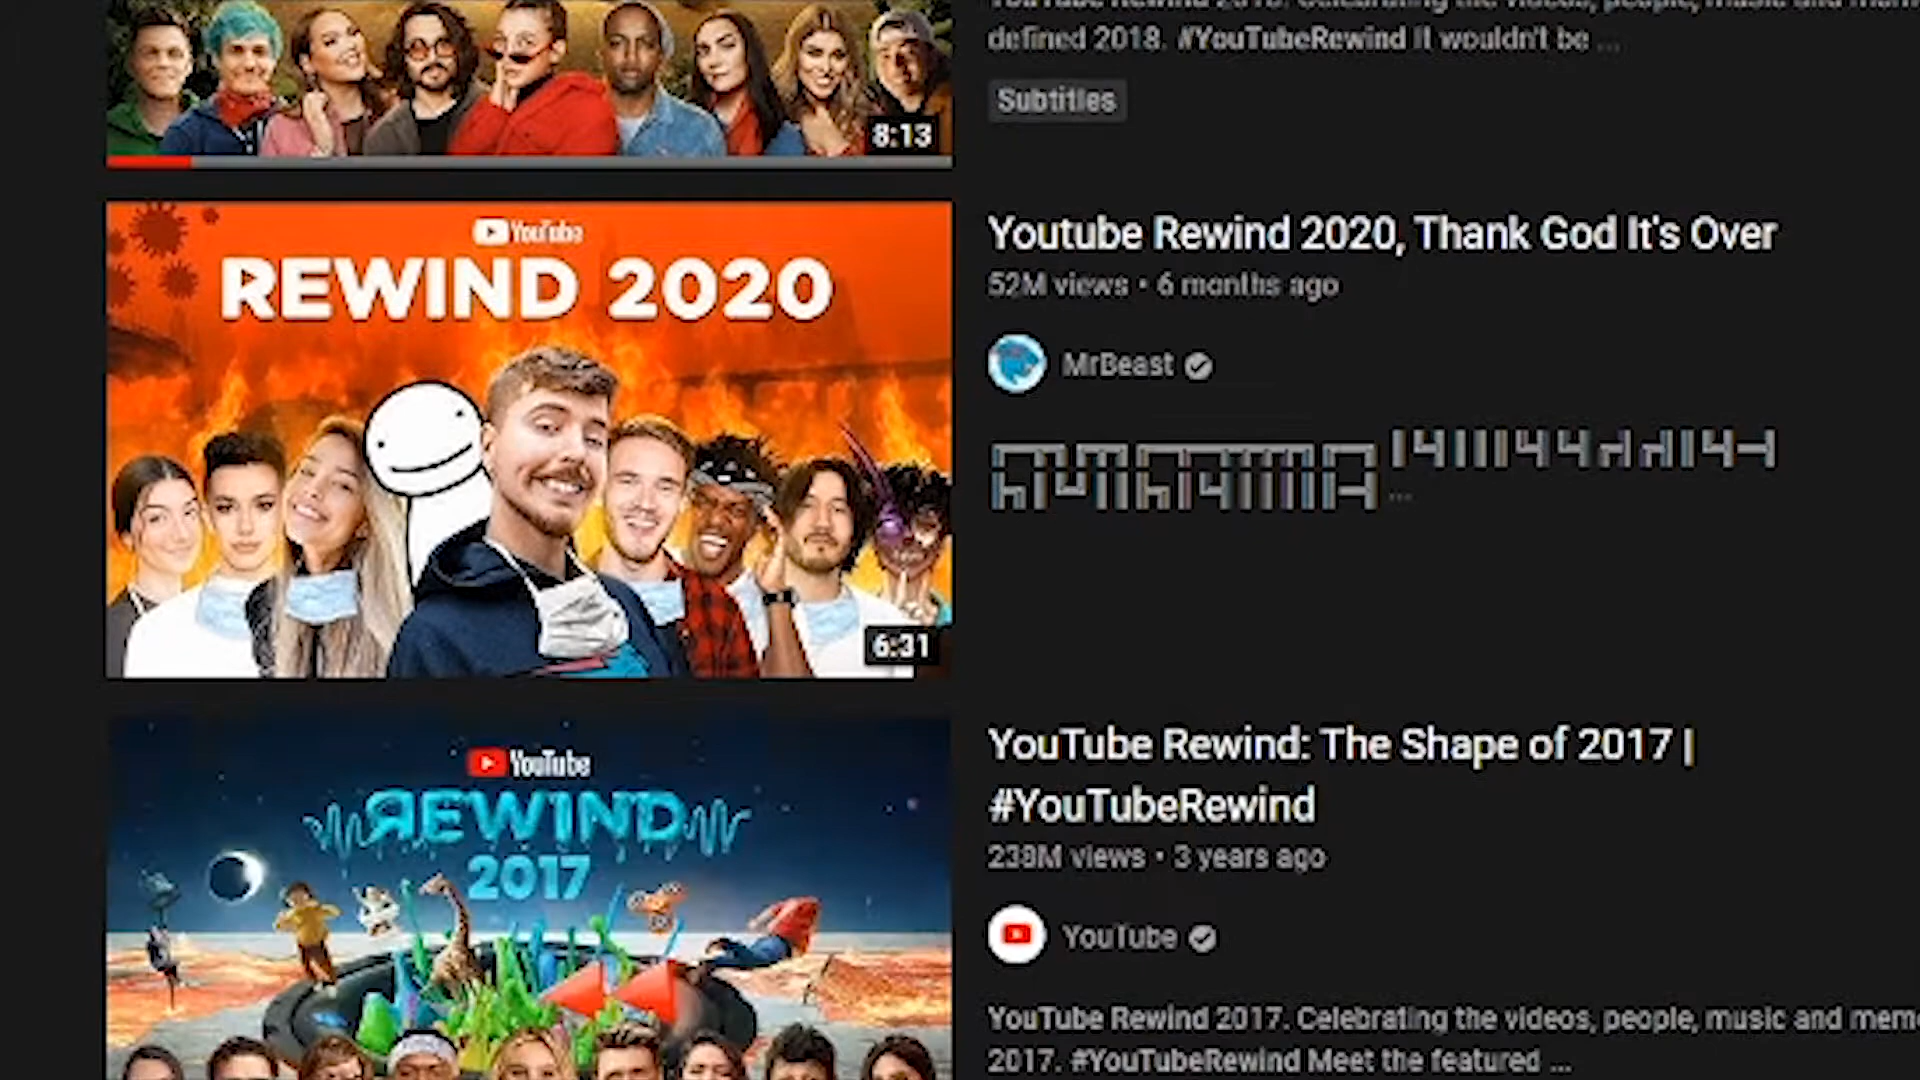 defined 2018. #YouTubeRewind It wouldn't be ...
Subtitles
8:13
YouTube
REWIND 2020
6:31
Youtube Rewind 2020, Thank God It's Over
52M views • 6 months ago
MrBeast
...
YouTube
REWIND
2017
YouTube Rewind: The Shape of 2017 |
#YouTubeRewind
238M views • 3 years ago
YouTube
YouTube Rewind 2017. Celebrating the videos, people, music and
2017. #YouTubeRewind Meet the featured ...